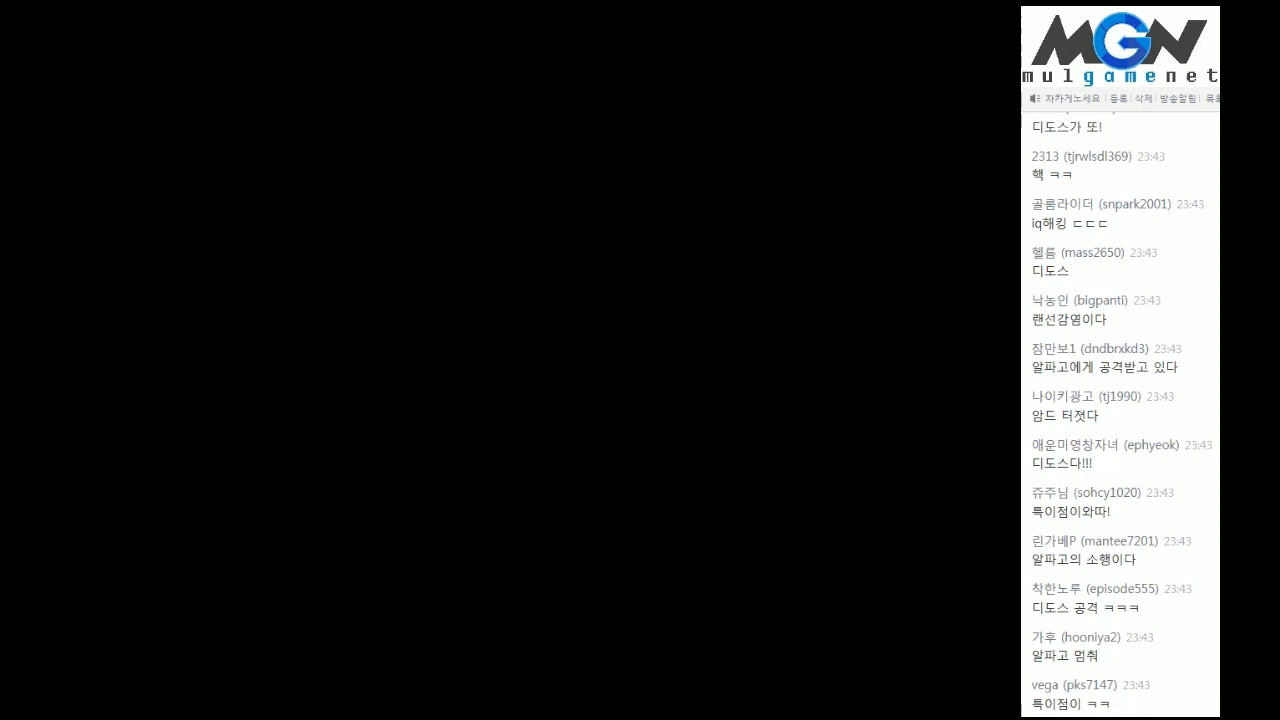 MGN
mulgamenet
차카게노세요 등록 삭제 방송알림 목록
디도스가 또!
2313 (tjrwlsdl369) 23:43
핵 ㅋㅋ
골룸라이더 (snpark2001) 23:43
iq해킹 ㄷㄷㄷ
헬름 (mass2650) 23:43
디도스
낙농인 (bigpanti) 23:43
랜선감염이다
잠만보1 (dndbrxkd3) 23:43
알파고에게 공격받고 있다
나이키광고 (tj1990) 23:43
암드 터졋다
애운미영창자녀 (ephyeok) 23:43
디도스다!!!
쥬주님 (sohcy1020) 23:43
특이점이와따!
린가베P (mantee7201) 23:43
알파고의 소행이다
착한노루 (episode555) 23:43
디도스 공격 ㅋㅋㅋ
가후 (hooniya2) 23:43
알파고 멈춰
vega (pks7147) 23:43
특이점이 ㅋㅋ